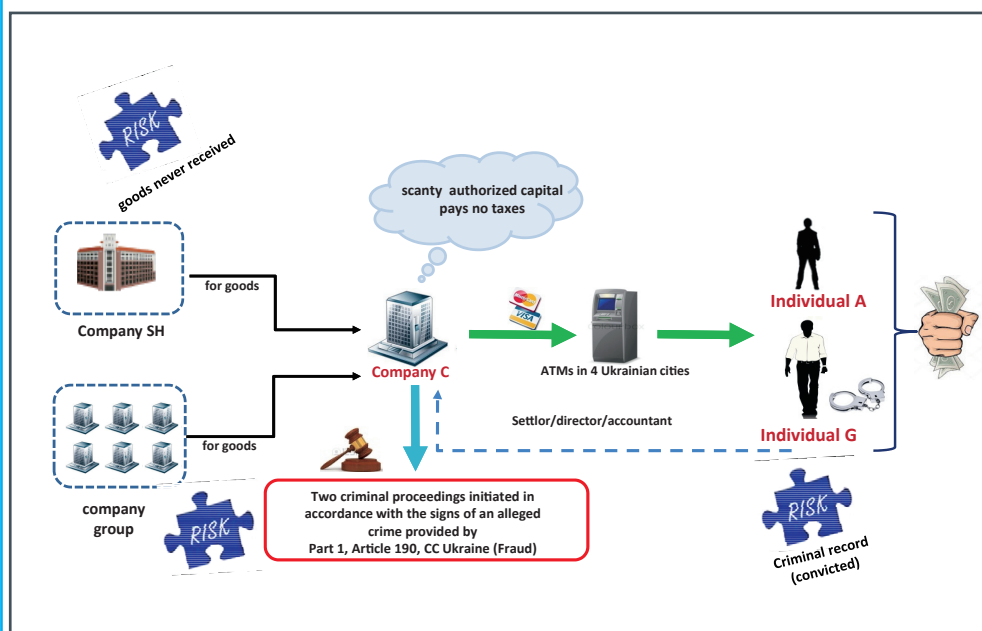 RISK
goods never received
scanty authorized capital
pays no taxes
for goods
Company SH
Company C
VISA
ATMs in 4 Ukrainian cities
Individual A
Individual G
Settlor/director/accountant
for goods
company
group
RISK
Two criminal proceedings initiated in
accordance with the signs of an alleged
crime provided by
Part 1, Article 190, CC Ukraine (Fraud)
RISK
Criminal record
(convicted)